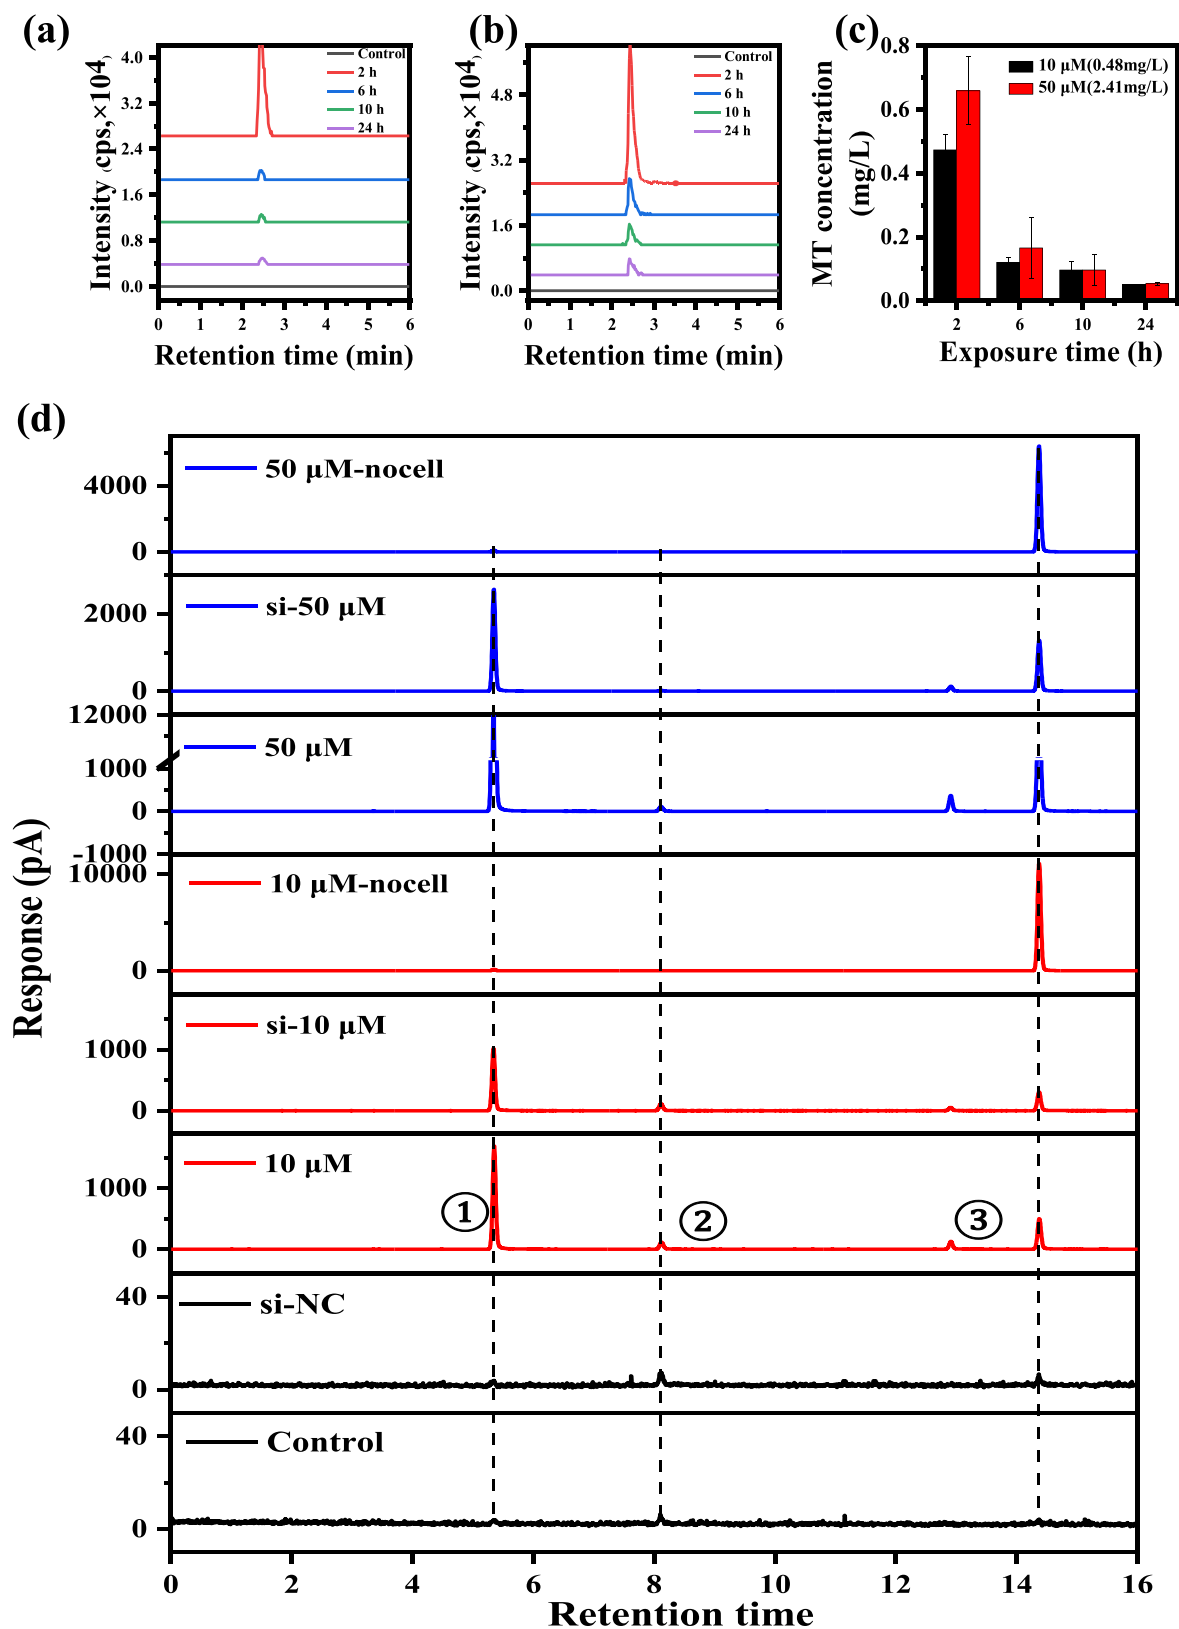 (a)
Intensity (cps,×10⁴)
4.0
3.2
2.4
1.6
0.8
0.0
Control
2 h
6 h
10 h
24 h
0 1 2 3 4 5 6
Retention time (min)
(b)
Intensity (cps,×10⁴)
4.8
3.2
1.6
0.0
Control
2 h
6 h
10 h
24 h
0 1 2 3 4 5 6
Retention time (min)
(c)
MT concentration
(mg/L)
0.8
0.6
0.4
0.2
0.0
10 μM(0.48mg/L)
50 μM(2.41mg/L)
2 6 10 24
Exposure time (h)
(d)
Response (pA)
50 μM-nocell
4000
0
si-50 μM
2000
0
12000
50 μM
1000
0
-1000
10000
10 μM-nocell
0
si-10 μM
1000
0
10 μM
1000
① ② ③
0
si-NC
40
0
Control
40
0
0 2 4 6 8 10 12 14 16
Retention time